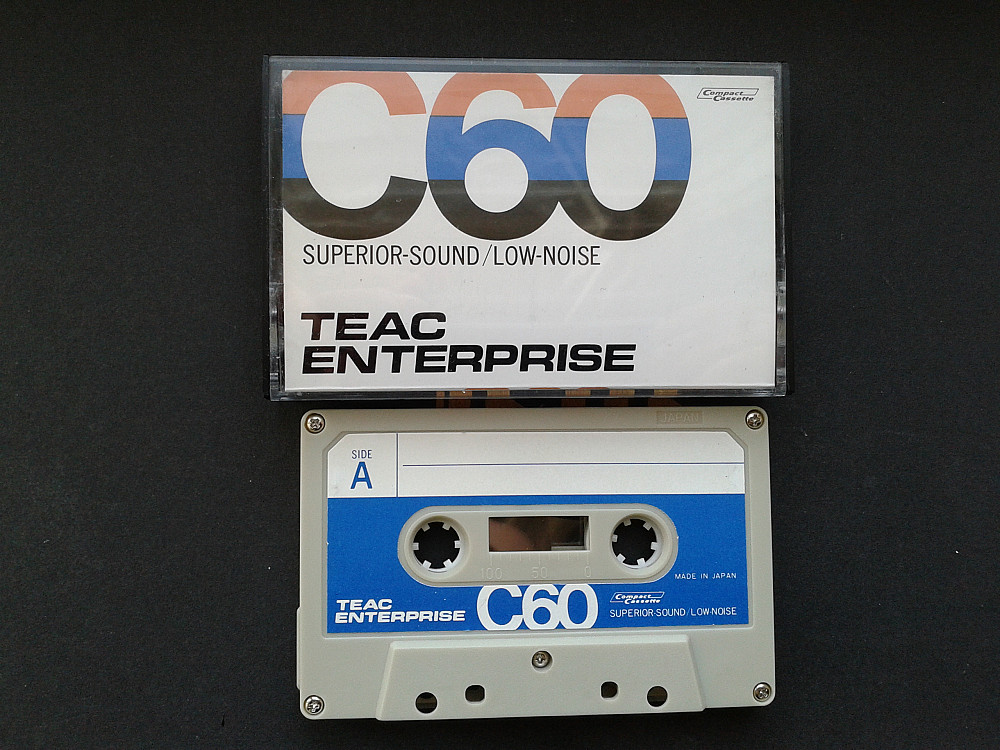 C60
Compact
Cassette
SUPERIOR-SOUND/LOW-NOISE
TEAC
ENTERPRISE
JAPAN
SIDE
A
100 50 0
MADE IN JAPAN
TEAC
ENTERPRISE
C60
Compact
Cassette
SUPERIOR-SOUND/LOW-NOISE